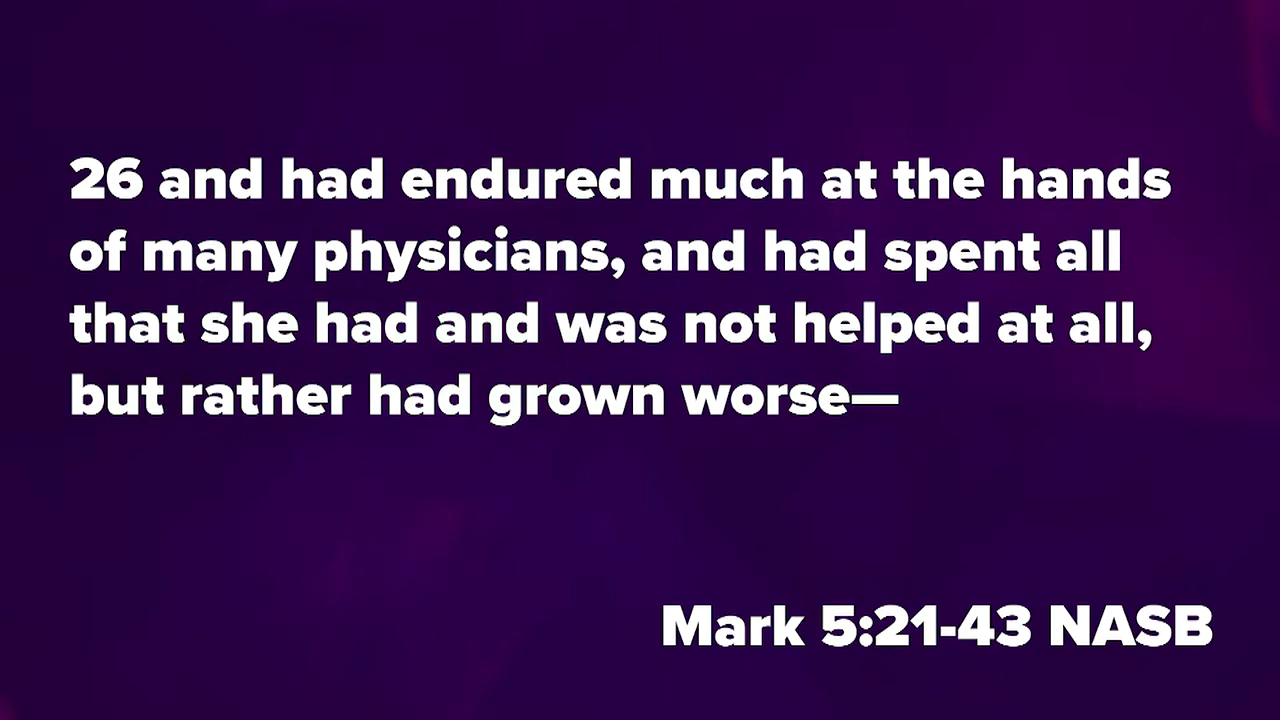 26 and had endured much at the hands
of many physicians, and had spent all
that she had and was not helped at all,
but rather had grown worse—
Mark 5:21-43 NASB